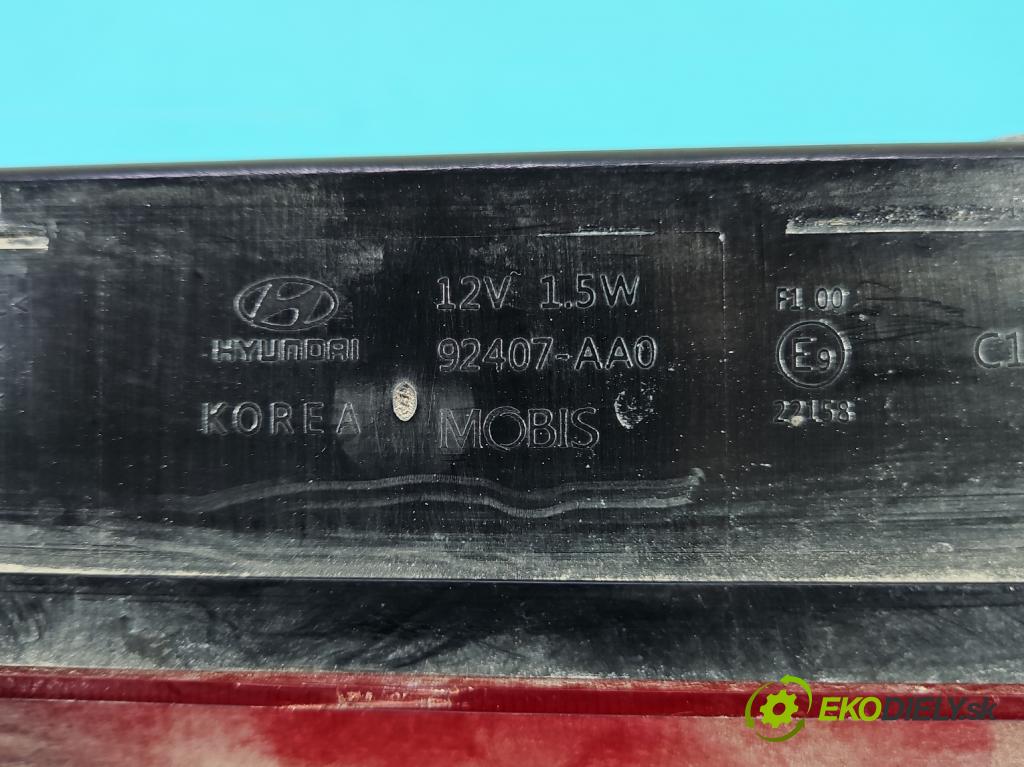 12V 1.5W
HYUNDAI
92407-AA0
KOREA
MOBIS
F1.00
E9
22158
C1
EKODIELY.sk